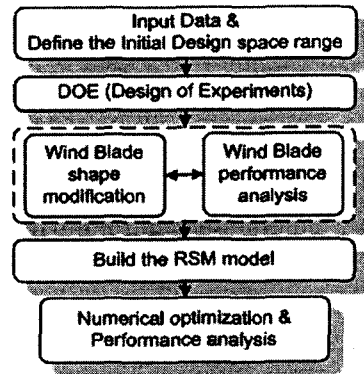 Input Data &
Define the Initial Design space range
DOE (Design of Experiments)
Wind Blade
shape
modification
Wind Blade
performance
analysis
Build the RSM model
Numerical optimization &
Performance analysis